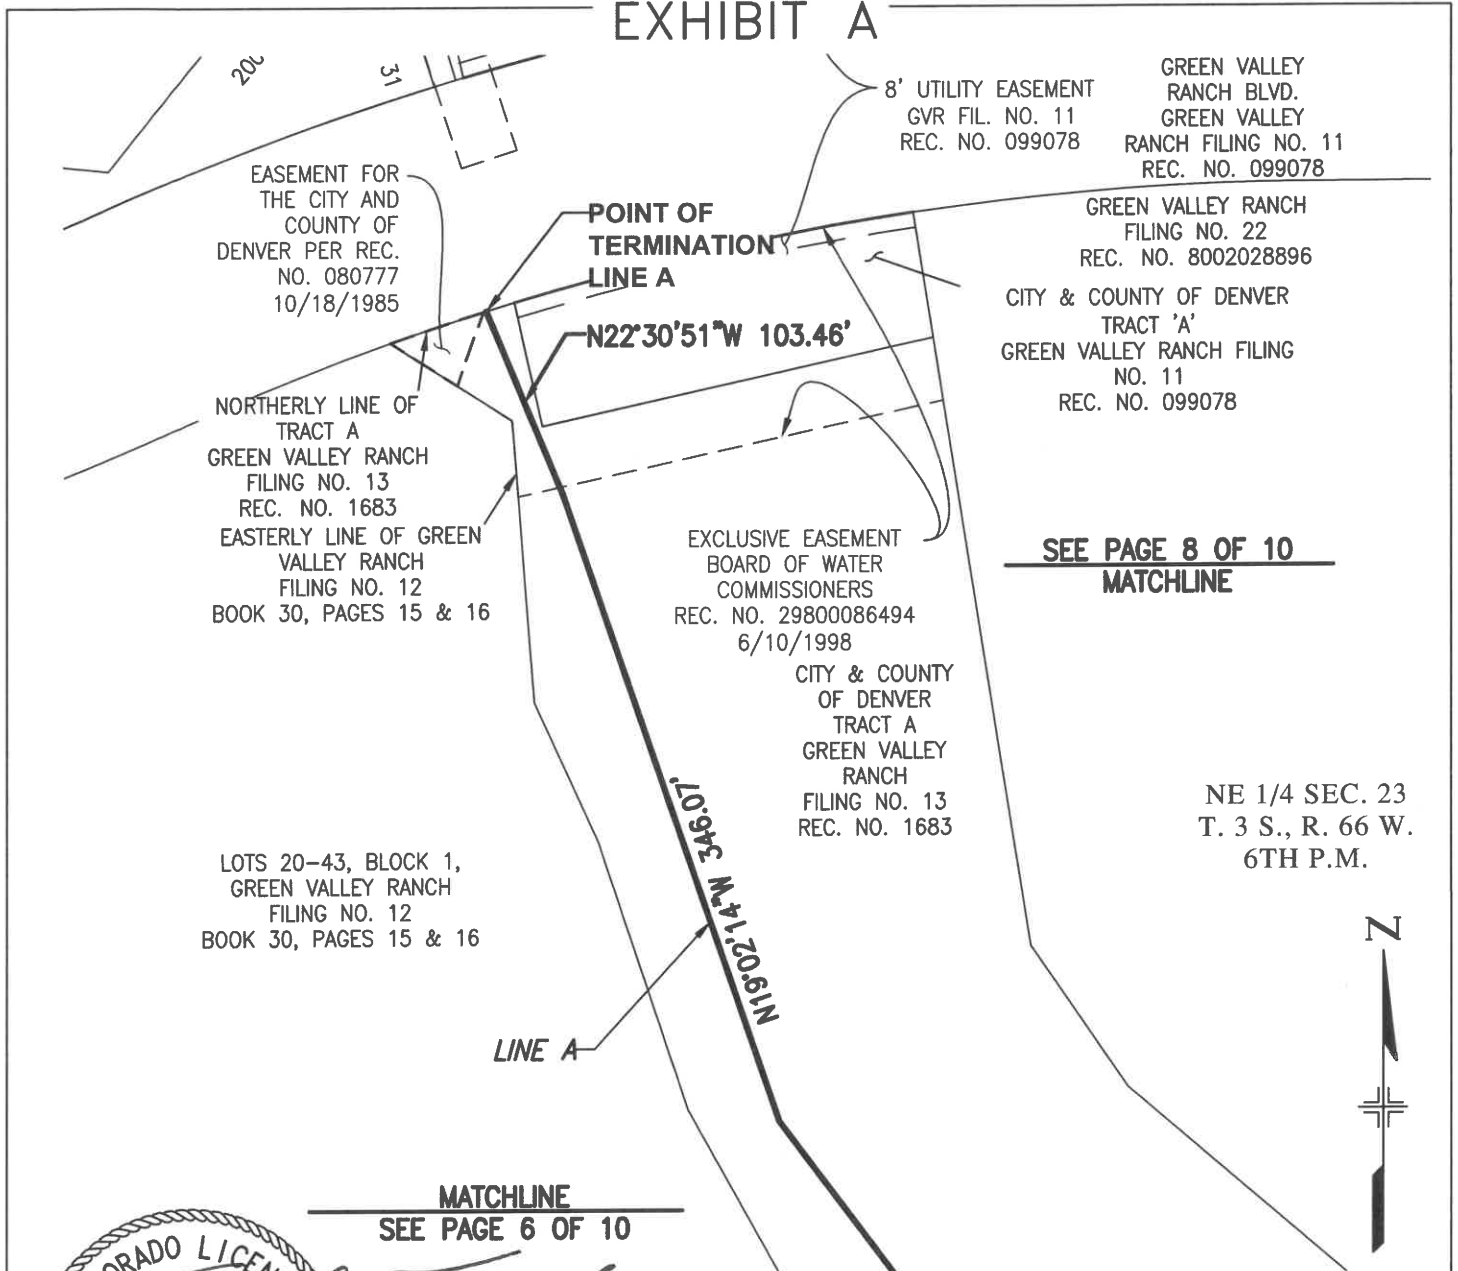 EXHIBIT A
31
8' UTILITY EASEMENT
GVR FIL. NO. 11
REC. NO. 099078
GREEN VALLEY
RANCH BLVD.
GREEN VALLEY
RANCH FILING NO. 11
REC. NO. 099078
EASEMENT FOR
THE CITY AND
COUNTY OF
DENVER PER REC.
NO. 080777
10/18/1985
POINT OF
TERMINATION
LINE A
GREEN VALLEY RANCH
FILING NO. 22
REC. NO. 8002028896
CITY & COUNTY OF DENVER
TRACT 'A'
GREEN VALLEY RANCH FILING
NO. 11
REC. NO. 099078
N22°30'51"W 103.46'
NORTHERLY LINE OF
TRACT A
GREEN VALLEY RANCH
FILING NO. 13
REC. NO. 1683
EASTERLY LINE OF GREEN
VALLEY RANCH
FILING NO. 12
BOOK 30, PAGES 15 & 16
EXCLUSIVE EASEMENT
BOARD OF WATER
COMMISSIONERS
REC. NO. 29800086494
6/10/1998
SEE PAGE 8 OF 10
MATCHLINE
CITY & COUNTY
OF DENVER
TRACT A
GREEN VALLEY
RANCH
FILING NO. 13
REC. NO. 1683
NE 1/4 SEC. 23
T. 3 S., R. 66 W.
6TH P.M.
N19°02'14"W 346.07'
LOTS 20-43, BLOCK 1,
GREEN VALLEY RANCH
FILING NO. 12
BOOK 30, PAGES 15 & 16
N
LINE A
MATCHLINE
SEE PAGE 6 OF 10